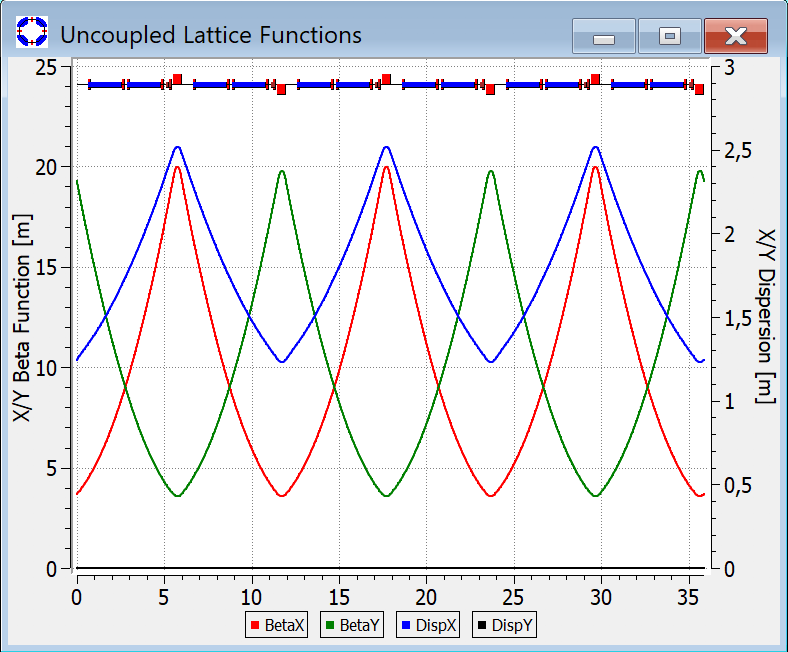 Uncoupled Lattice Functions
25
20
15
10
5
0
X/Y Beta Function [m]
3
2,5
2
1,5
1
0,5
0
X/Y Dispersion [m]
0 5 10 15 20 25 30 35
BetaX BetaY DispX DispY